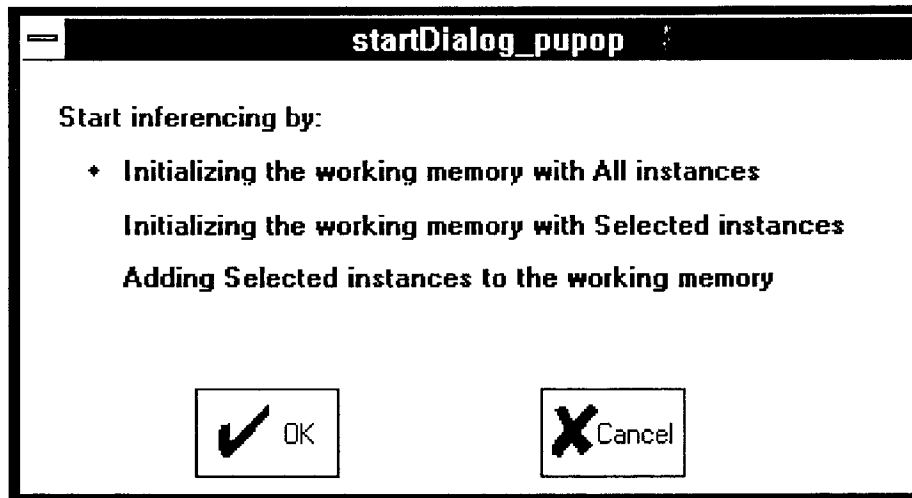 startDialog_pupop
Start inferencing by:
Initializing the working memory with All instances
Initializing the working memory with Selected instances
Adding Selected instances to the working memory
OK
Cancel